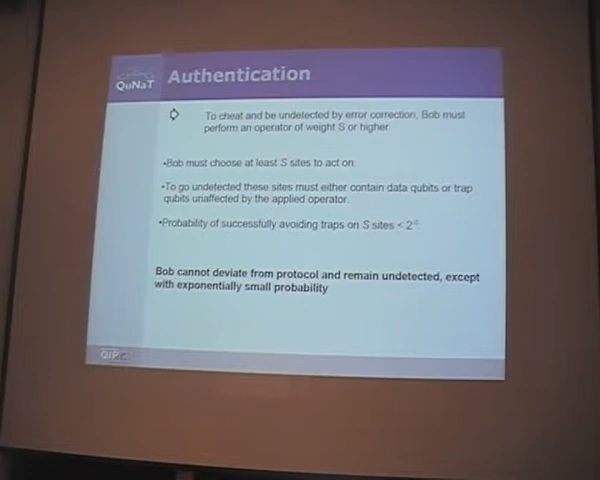 QuNaT
Authentication
To cheat and be undetected by error correction, Bob must
perform an operator of weight S or higher
•Bob must choose at least S sites to act on.
•To go undetected these sites must either contain data qubits or trap
qubits unaffected by the applied operator.
•Probability of successfully avoiding traps on S sites < 2
Bob cannot deviate from protocol and remain undetected, except
with exponentially small probability